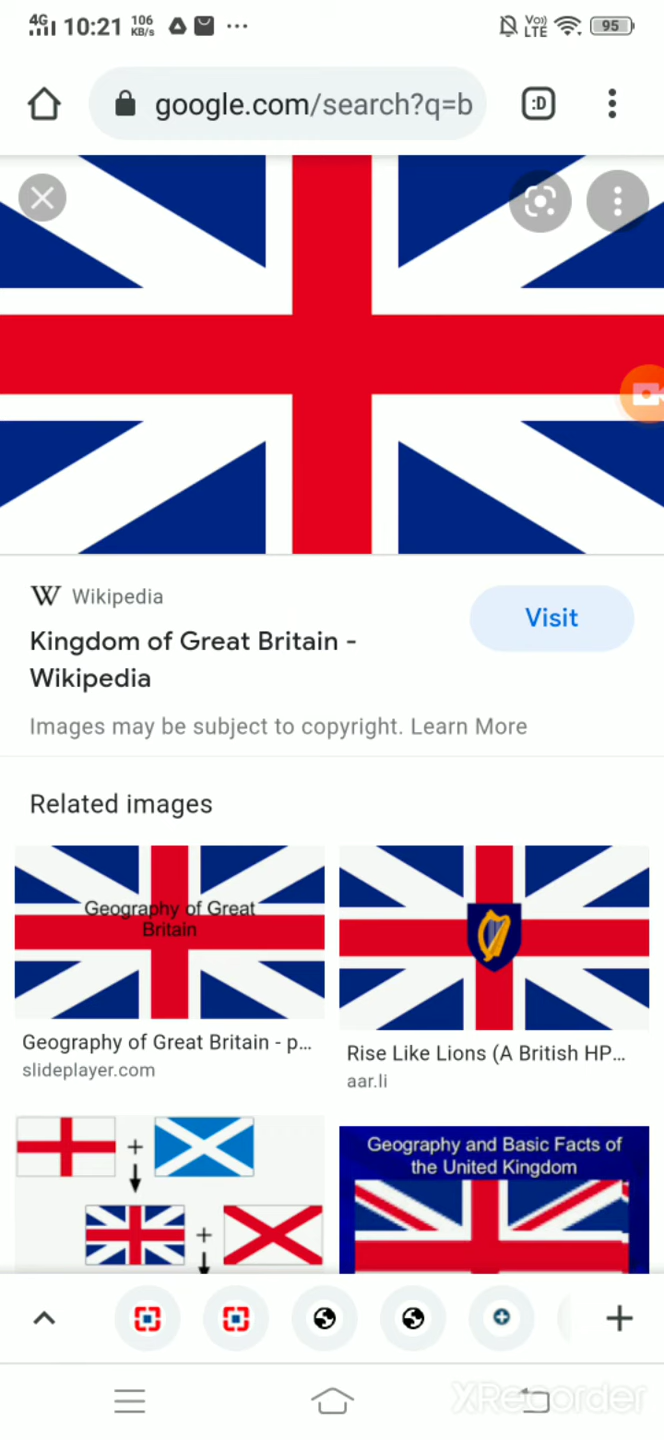 4G 10:21 106 KB/s ... Vo)) LTE 95
google.com/search?q=b :D
W Wikipedia
Kingdom of Great Britain -
Wikipedia
Visit
Images may be subject to copyright. Learn More
Related images
Geography of Great
Britain
Geography of Great Britain - p...
slideplayer.com
Rise Like Lions (A British HP...
aar.li
+
+
Geography and Basic Facts of
the United Kingdom
XRecorder